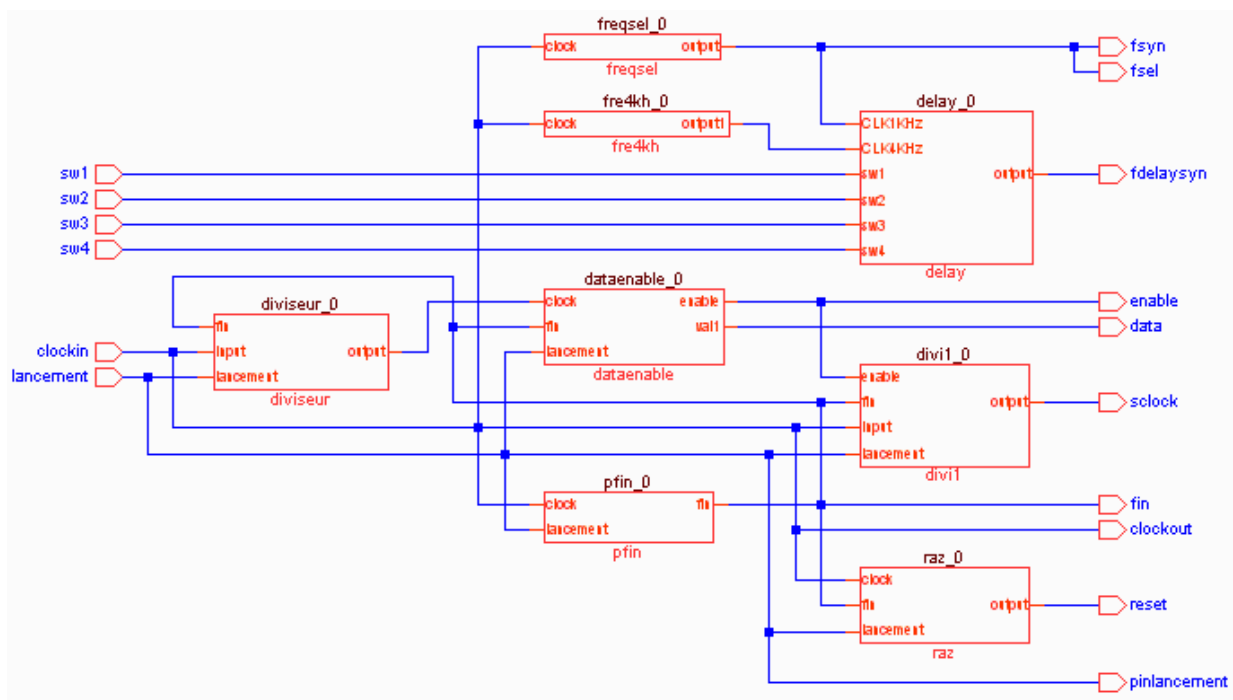 freqsel_0
clock output
freqsel
fsyn
fsel
fre4kh_0
clock output1
fre4kh
delay_0
CLK1KHz
CLK4KHz
sw1 output
sw2
sw3
sw4
delay
fdelaysyn
sw1
sw2
sw3
sw4
diviseur_0
fin
input output
lancement
diviseur
clockin
lancement
dataenable_0
clock enable
fin val1
lancement
dataenable
enable
data
divi1_0
enable
fin output
input
lancement
divi1
sclock
pfin_0
clock fin
lancement
pfin
fin
clockout
raz_0
clock
fin output
lancement
raz
reset
pinlancement